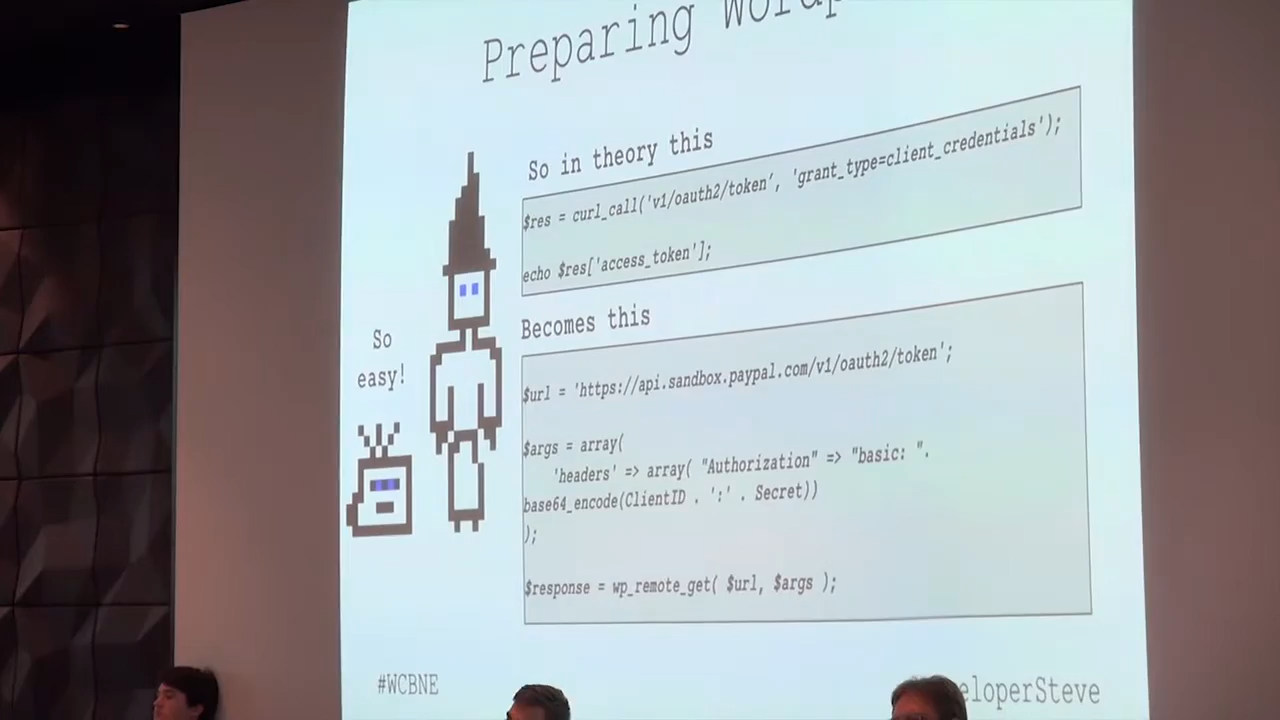 Preparing
So in theory this
$res = curl_call('v1/oauth2/token', 'grant_type=client_credentials');
echo $res['access_token'];
So
easy!
Becomes this
$url = 'https://api.sandbox.paypal.com/v1/oauth2/token';
$args = array(
'headers' => array( "Authorization" => "basic: ".
base64_encode(ClientID . ':' . Secret))
);
$response = wp_remote_get( $url, $args );
#WCBNE
eloperSteve